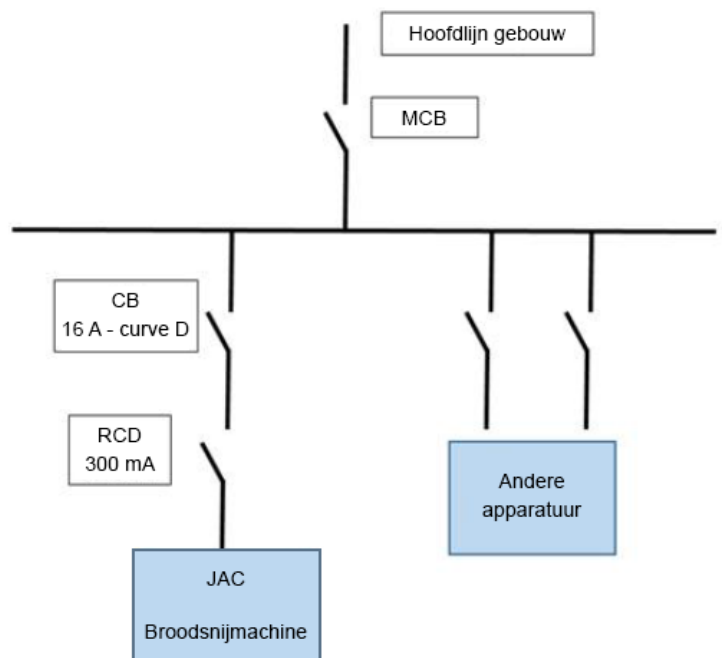 Hoofdlijn gebouw
MCB
CB
16 A - curve D
RCD
300 mA
Andere
apparatuur
JAC
Broodsnijmachine